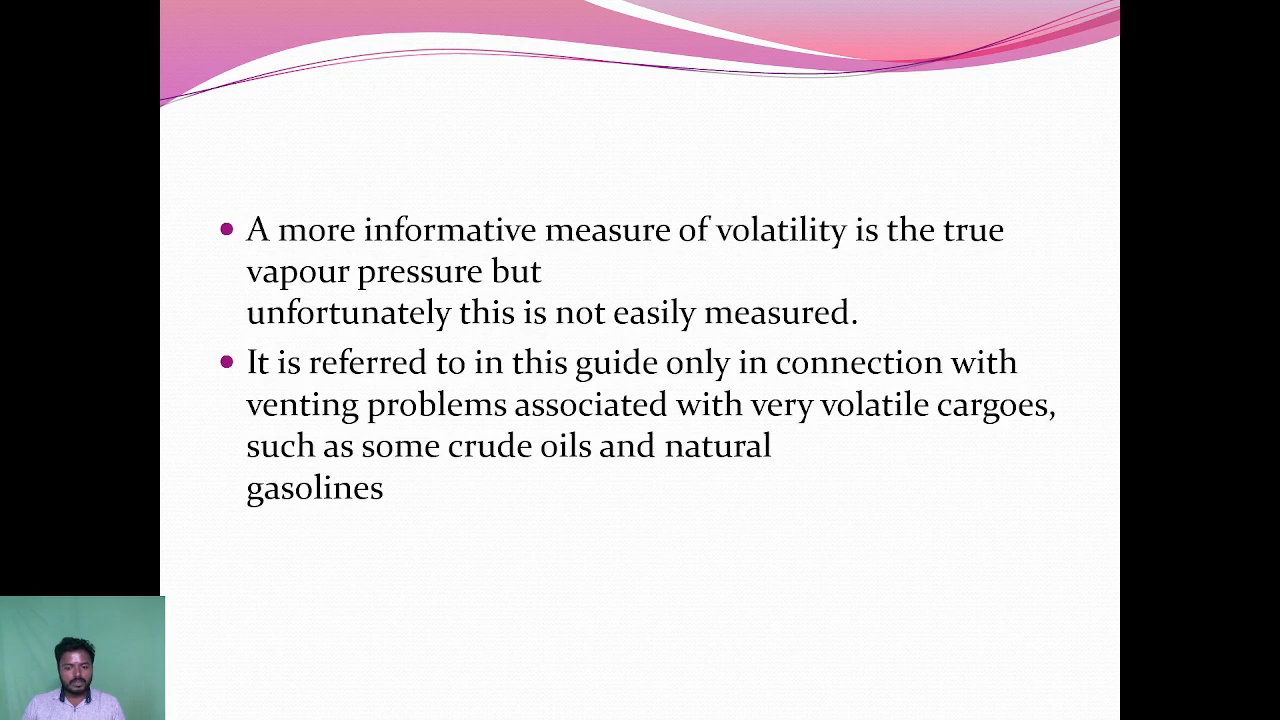 A more informative measure of volatility is the true
vapour pressure but
unfortunately this is not easily measured.
It is referred to in this guide only in connection with
venting problems associated with very volatile cargoes,
such as some crude oils and natural
gasolines